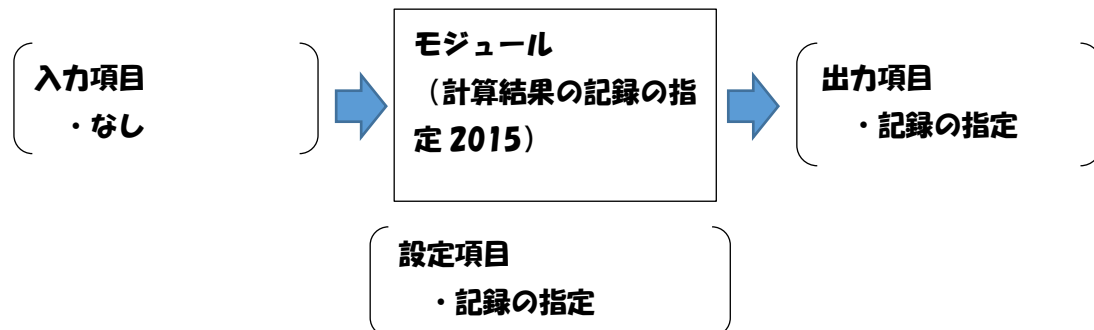 入力項目
・なし
モジュール
（計算結果の記録の指
定 2015）
出力項目
・記録の指定
設定項目
・記録の指定